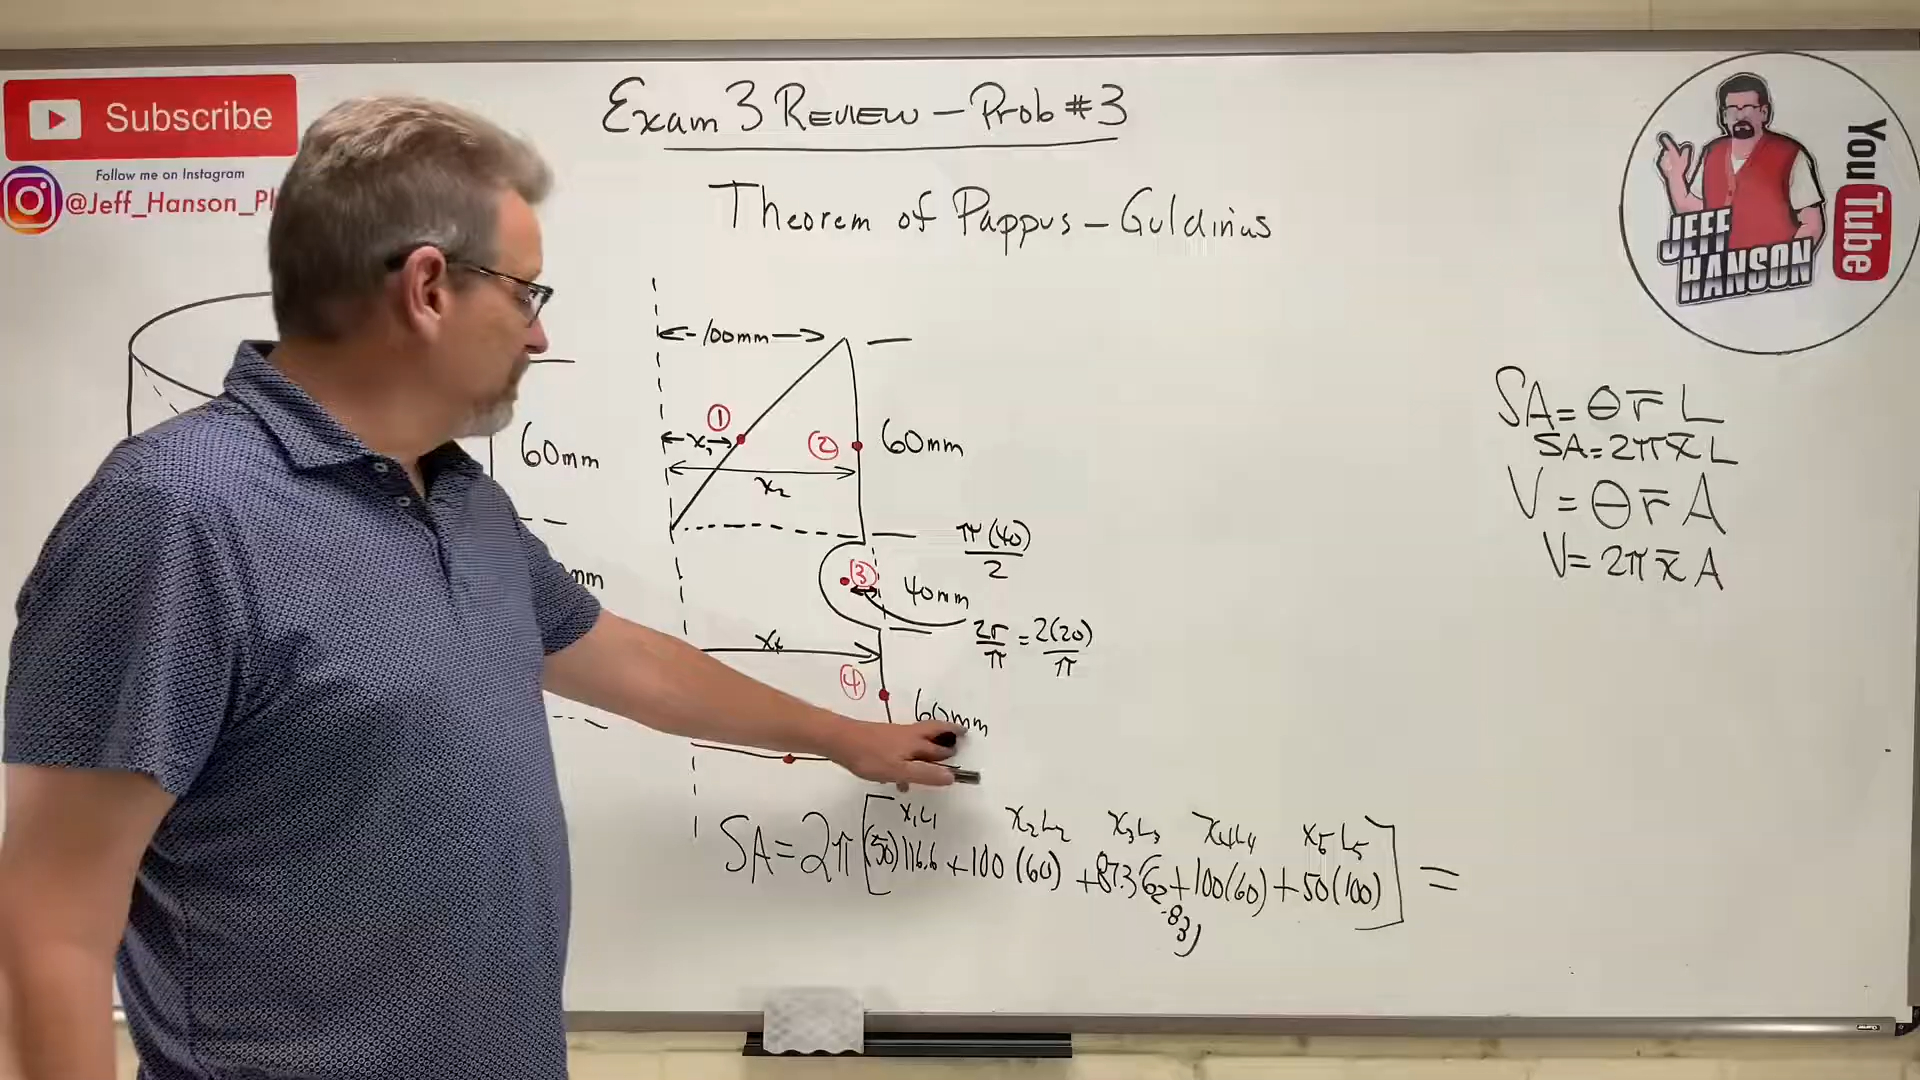 Subscribe
Follow me on Instagram
@Jeff_Hanson_Pl
Exam 3 REVIEW – Prob #3
Theorem of Pappus – Guldinus
YouTube
JEFF
HANSON
100mm
①
x₁
②
60mm
60mm
x₂
π(40)/2
③
40mm
mm
2r/π = 2(20)/π
x₄
④
60mm
SA = θ r̄ L
SA = 2π x̄ L
V = θ r̄ A
V = 2π x̄ A
x₁L₁ x₂L₂ x₃L₃ x₄L₄ x₅L₅
SA = 2π [(50)116.6 + 100(60) + 87.3(62.83) + 100(60) + 50(100)] =